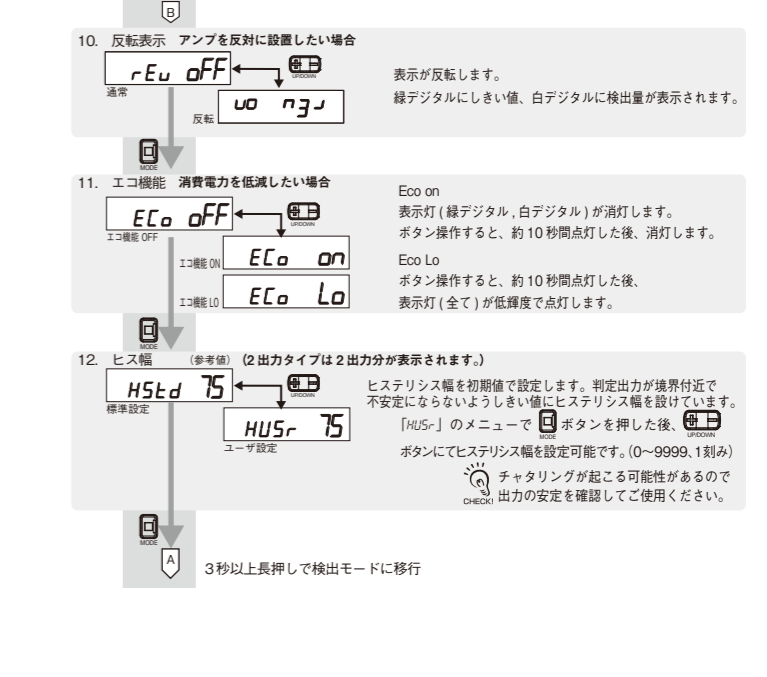 B
10. 反転表示 アンプを反対に設置したい場合
rEv oFF
UP/DOWN
通常
表示が反転します。
緑デジタルにしきい値、白デジタルに検出量が表示されます。
反転
MODE
11. エコ機能 消費電力を低減したい場合
ECo oFF
UP/DOWN
エコ機能 OFF
エコ機能 ON
ECo on
エコ機能 LO
ECo Lo
Eco on
表示灯 ( 緑デジタル , 白デジタル ) が消灯します。
ボタン操作すると、約 10 秒間点灯した後、消灯します。
Eco Lo
ボタン操作すると、約 10 秒間点灯した後、
表示灯 ( 全て ) が低輝度で点灯します。
MODE
12. ヒス幅 (参考値) (2 出力タイプは 2 出力分が表示されます。)
HStd 75
UP/DOWN
標準設定
HUSr 75
ユーザ設定
ヒステリシス幅を初期値で設定します。判定出力が境界付近で
不安定にならないようしきい値にヒステリシス幅を設けています。
「HUSr」のメニューで MODE ボタンを押した後、 UP/DOWN
ボタンにてヒステリシス幅を設定可能です。(0〜9999、1刻み)
チャタリングが起こる可能性があるので
CHECK! 出力の安定を確認してご使用ください。
MODE
A
3 秒以上長押しで検出モードに移行